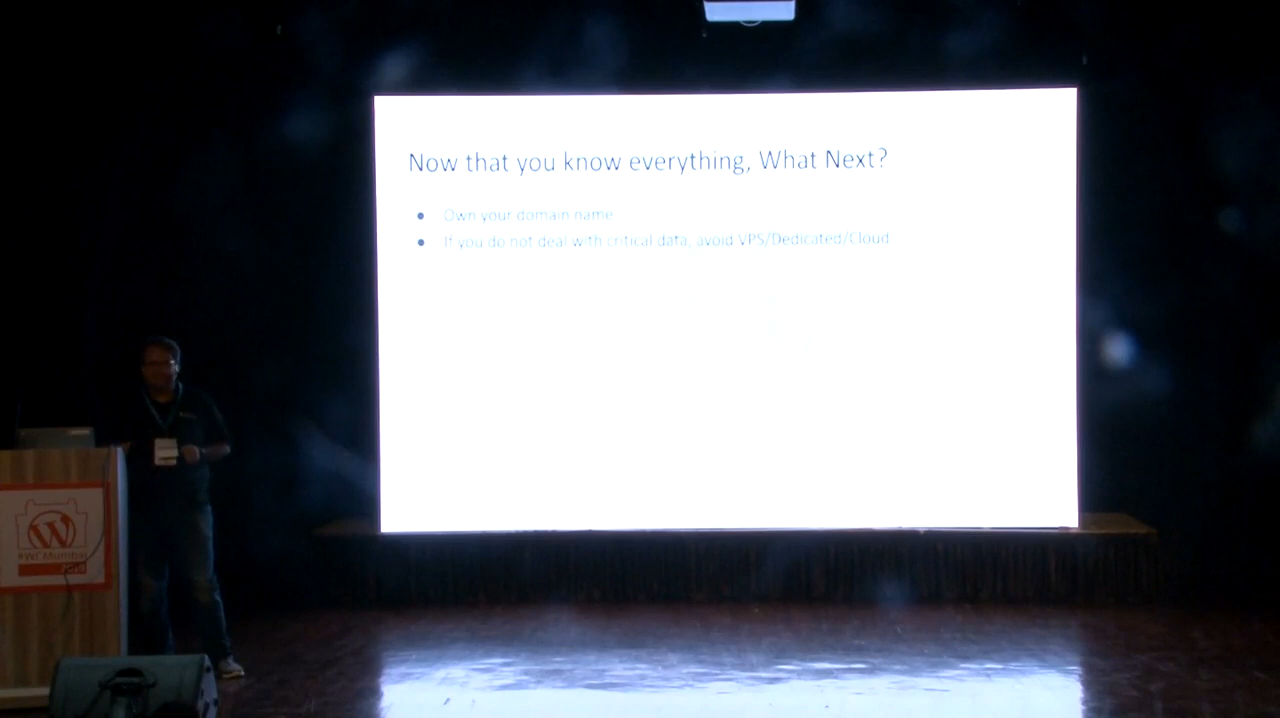 Now that you know everything, What Next?
● Own your domain name
● If you do not deal with critical data, avoid VPS/Dedicated/Cloud
#WCMumbai